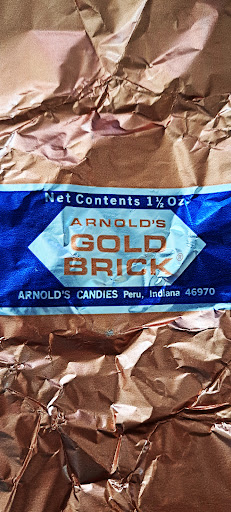 Net Contents 1½ Oz.
ARNOLD'S
GOLD
BRICK®
ARNOLD'S CANDIES Peru, Indiana 46970